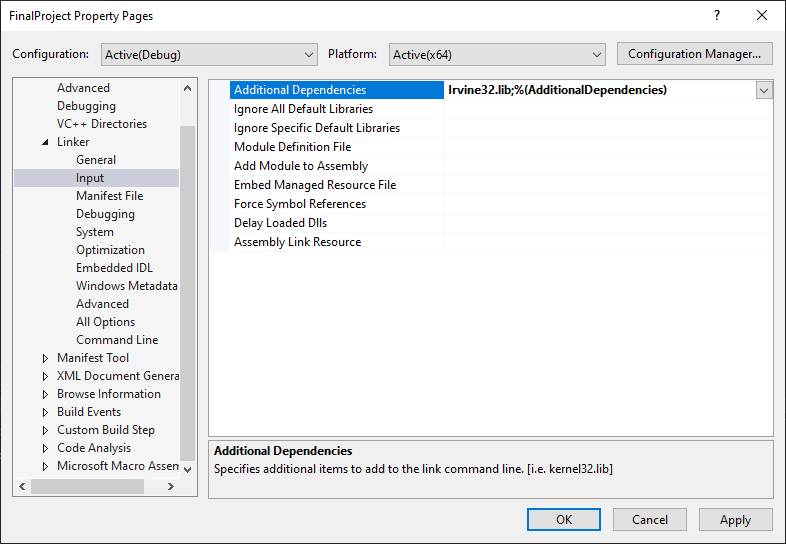 FinalProject Property Pages
?
Configuration: Active(Debug) Platform: Active(x64) Configuration Manager...
Advanced
Debugging
VC++ Directories
Linker
General
Input
Manifest File
Debugging
System
Optimization
Embedded IDL
Windows Metadata
Advanced
All Options
Command Line
Manifest Tool
XML Document Genera
Browse Information
Build Events
Custom Build Step
Code Analysis
Microsoft Macro Assem
Additional Dependencies Irvine32.lib;%(AdditionalDependencies)
Ignore All Default Libraries
Ignore Specific Default Libraries
Module Definition File
Add Module to Assembly
Embed Managed Resource File
Force Symbol References
Delay Loaded Dlls
Assembly Link Resource
Additional Dependencies
Specifies additional items to add to the link command line. [i.e. kernel32.lib]
OK Cancel Apply